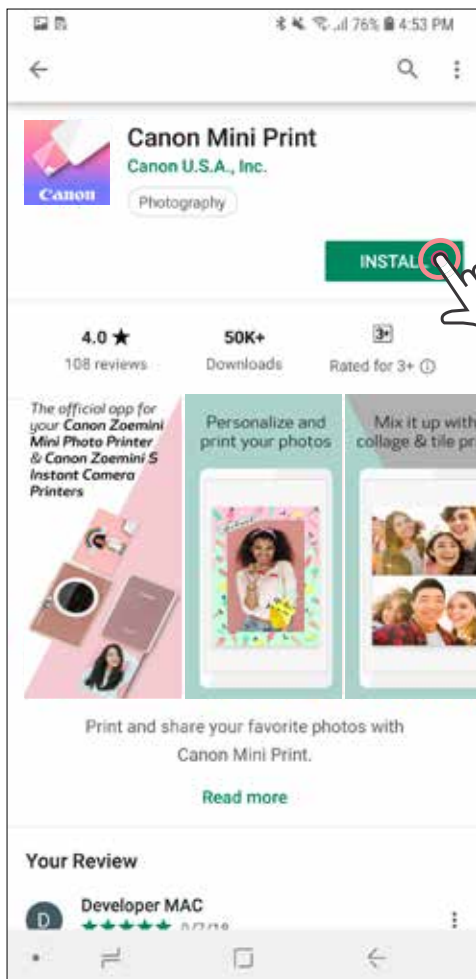 76% 4:53 PM
Canon Mini Print
Canon U.S.A., Inc.
Canon
Photography
INSTALL
4.0 ★
50K+
3+
108 reviews
Downloads
Rated for 3+
The official app for
your Canon Zoemini
Mini Photo Printer
& Canon Zoemini S
Instant Camera
Printers
Personalize and
print your photos
Mix it up with
collage & tile pr
Print and share your favorite photos with
Canon Mini Print.
Read more
Your Review
D
Developer MAC